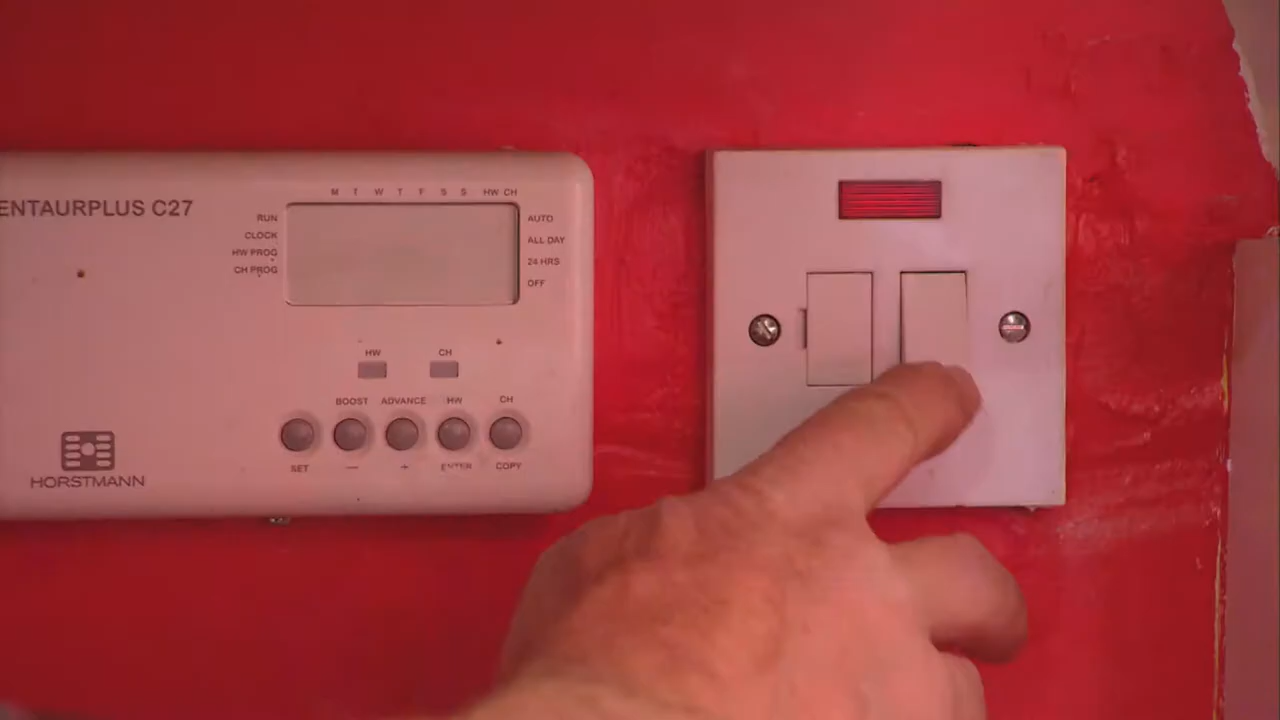 ENTAURPLUS C27
M T W T F S S HW CH
RUN
CLOCK
HW PROG
CH PROG
AUTO
ALL DAY
24 HRS
OFF
HW CH
BOOST ADVANCE HW CH
SET — + ENTER COPY
HORSTMANN